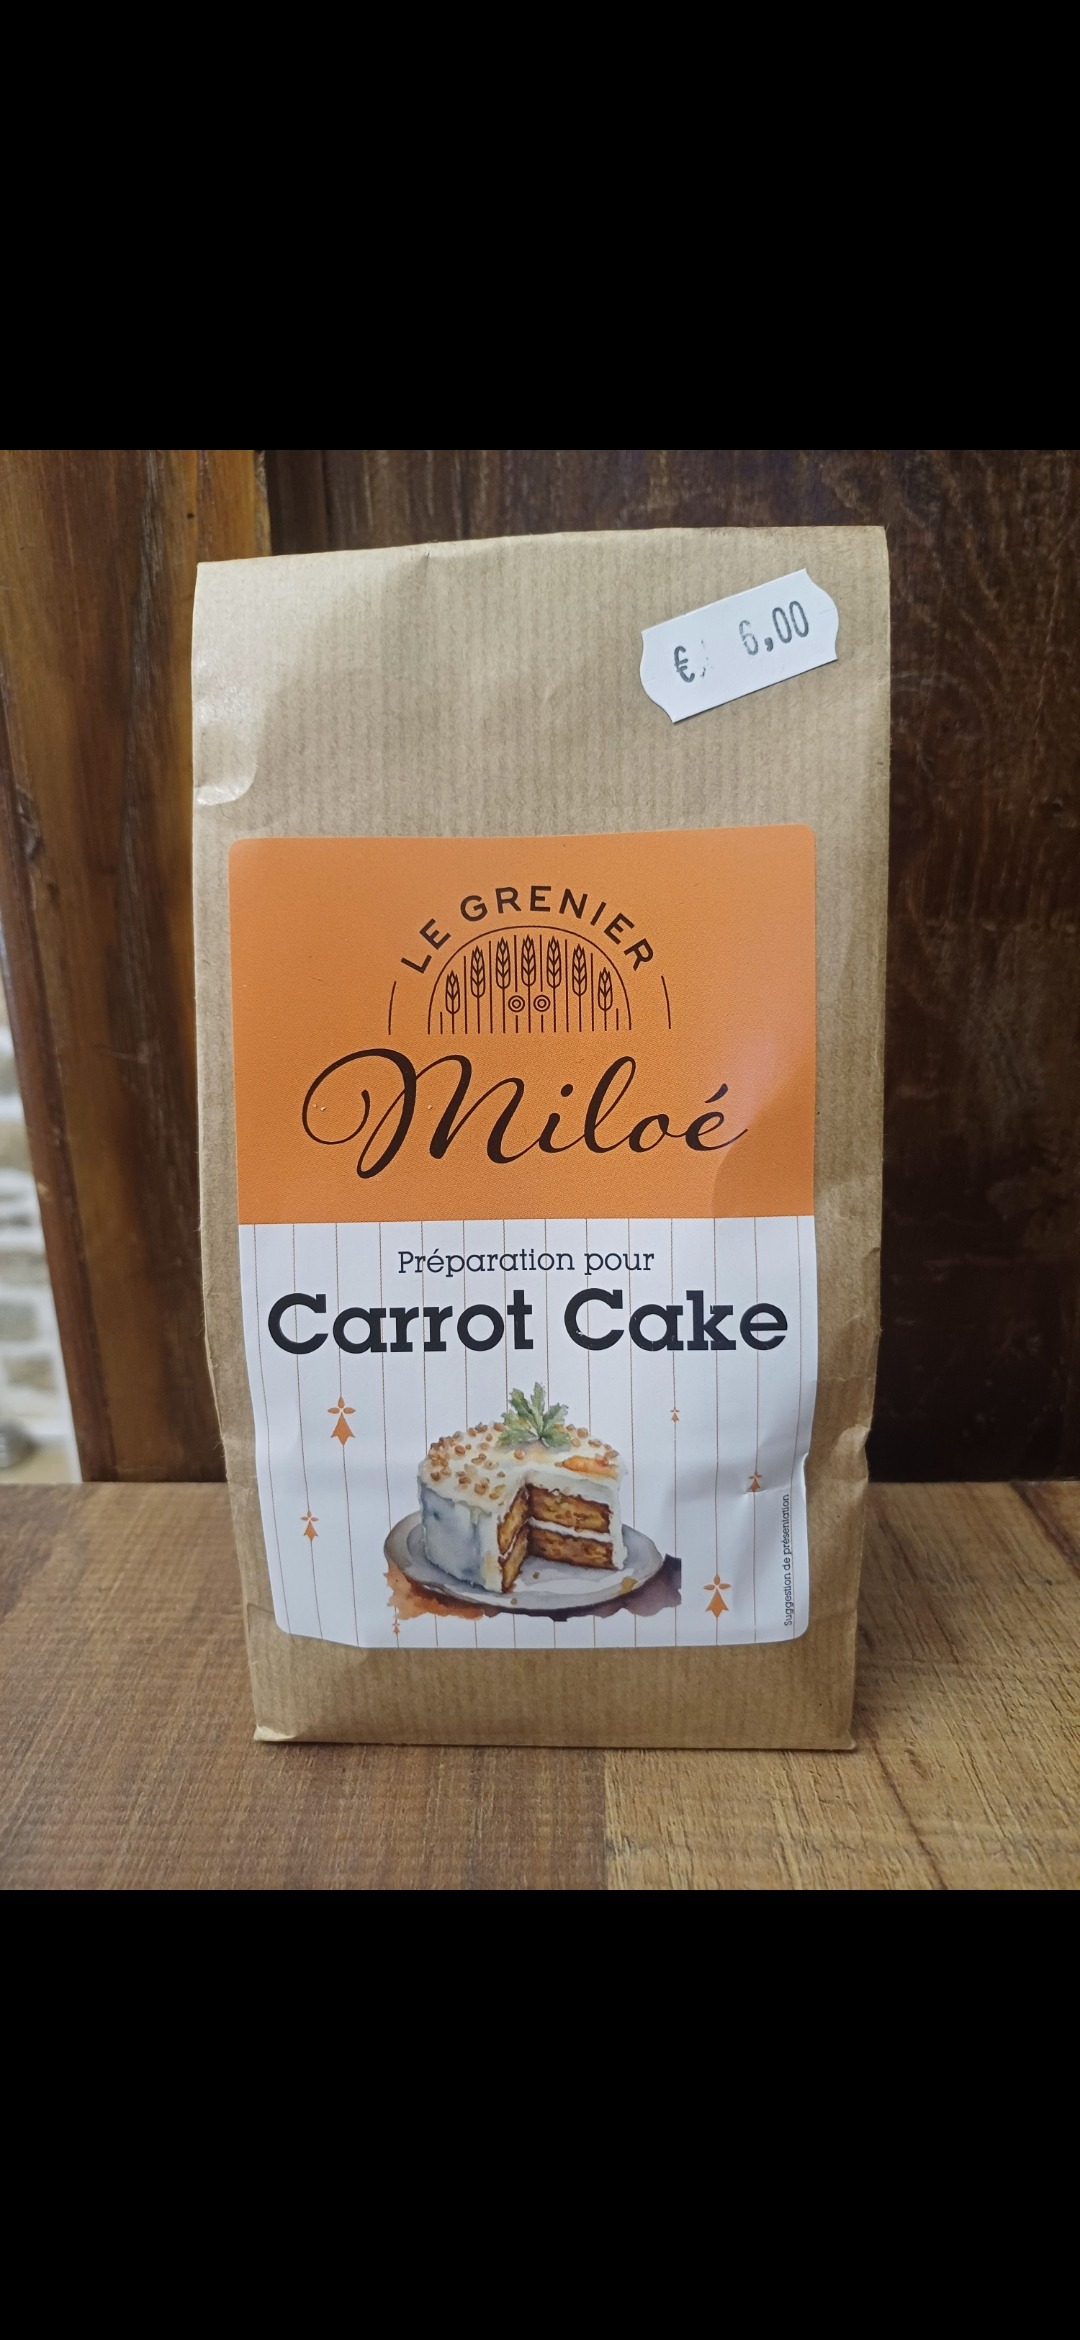 € 6,00
LE GRENIER
Miloé
Préparation pour
Carrot Cake
Suggestion de présentation